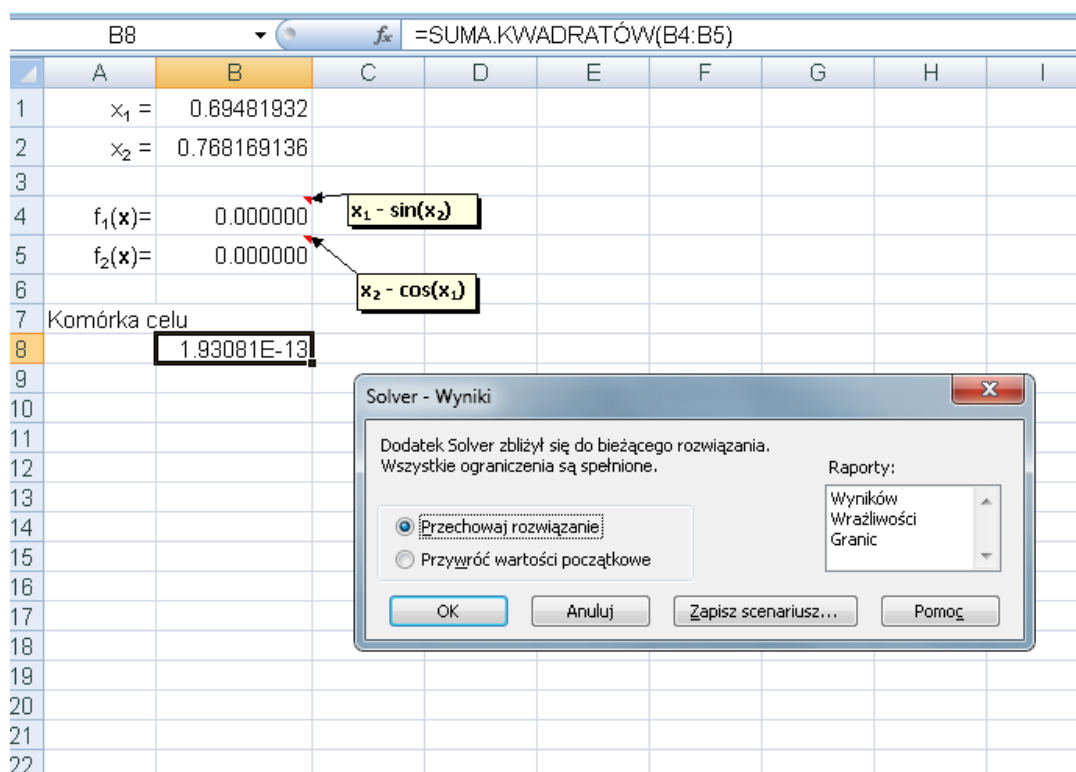 B8 fx =SUMA.KWADRATÓW(B4:B5)
A B C D E F G H I
1 x₁ = 0.69481932
2 x₂ = 0.768169136
3
4 f₁(x)= 0.000000 x₁ - sin(x₂)
5 f₂(x)= 0.000000
6 x₂ - cos(x₁)
7 Komórka celu
8 1.93081E-13
9
10
11
12
13
14
15
16
17
18
19
20
21
22
Solver - Wyniki
Dodatek Solver zbliżył się do bieżącego rozwiązania.
Wszystkie ograniczenia są spełnione.
Raporty:
Wyników
Wrażliwości
Granic
Przechowaj rozwiązanie
Przywróć wartości początkowe
OK Anuluj Zapisz scenariusz... Pomoc